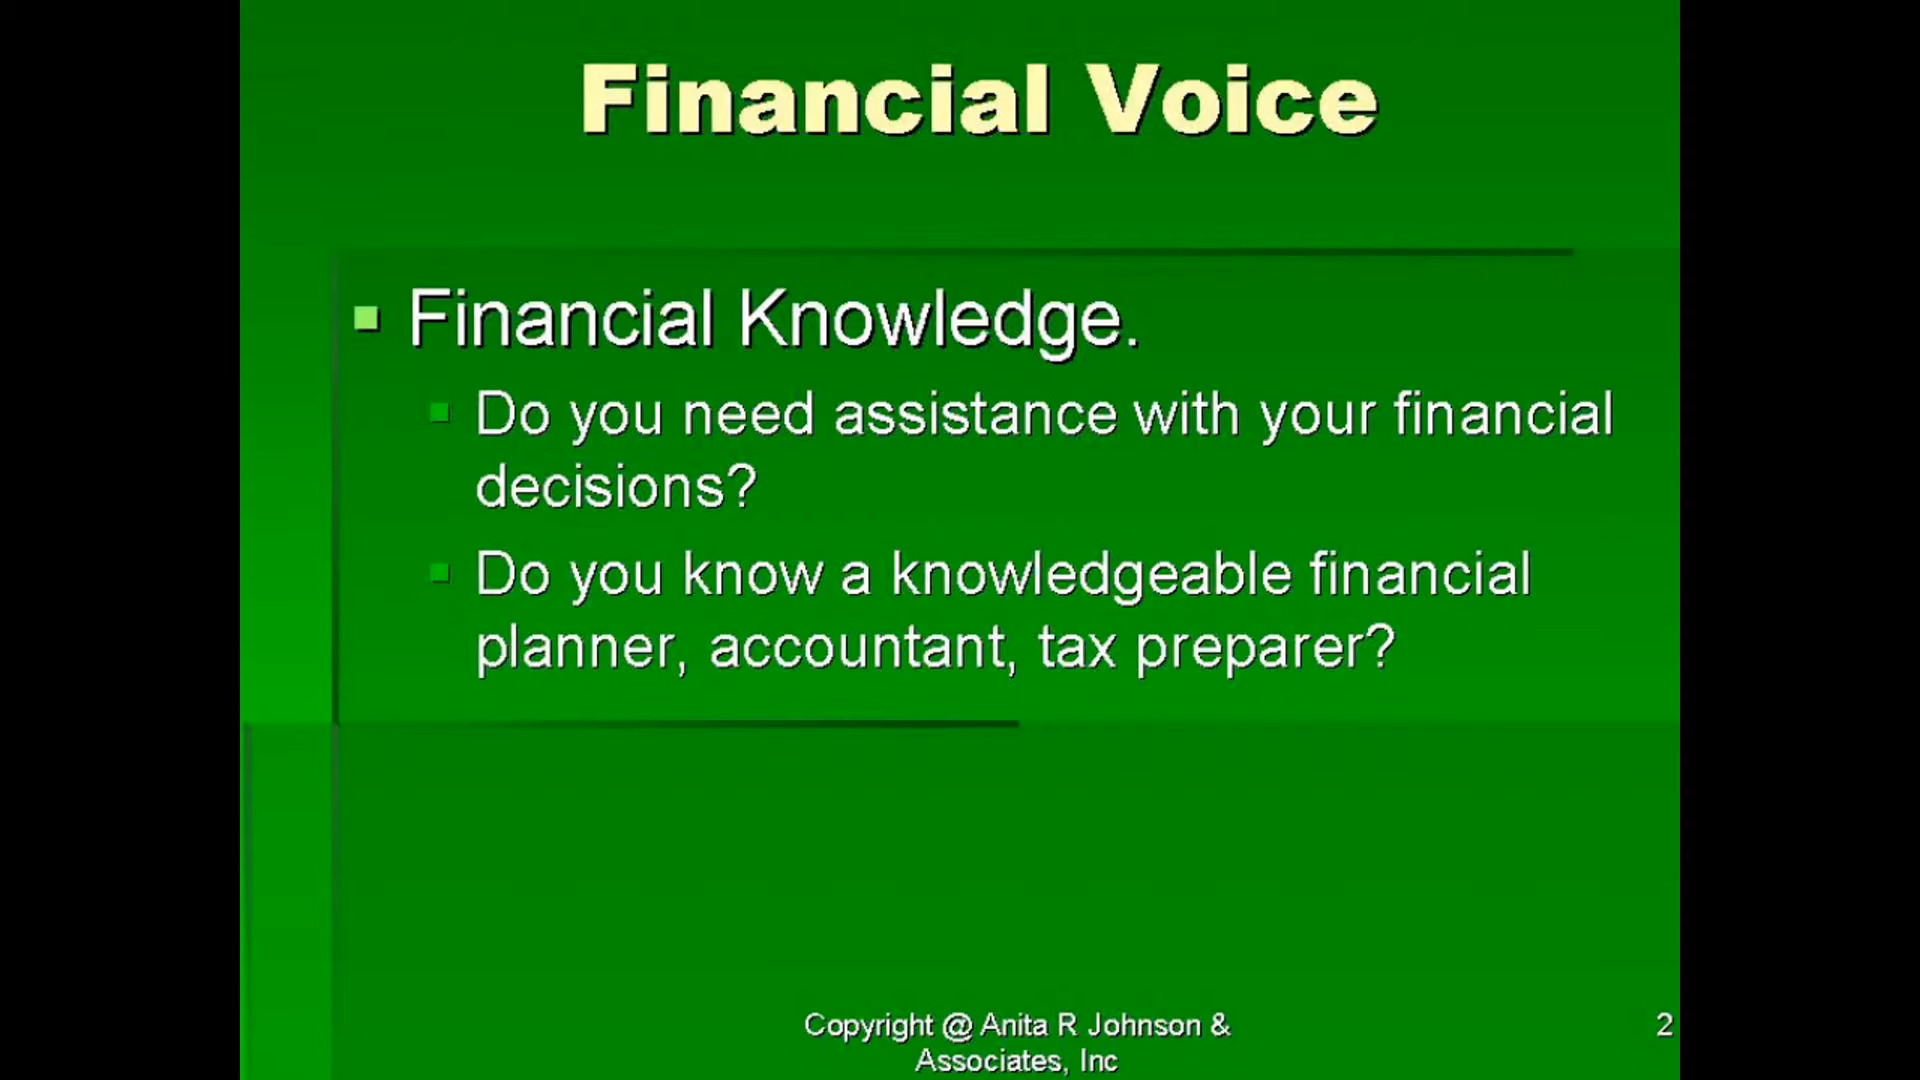 Financial Voice
Financial Knowledge.
Do you need assistance with your financial
decisions?
Do you know a knowledgeable financial
planner, accountant, tax preparer?
Copyright @ Anita R Johnson &
Associates, Inc
2